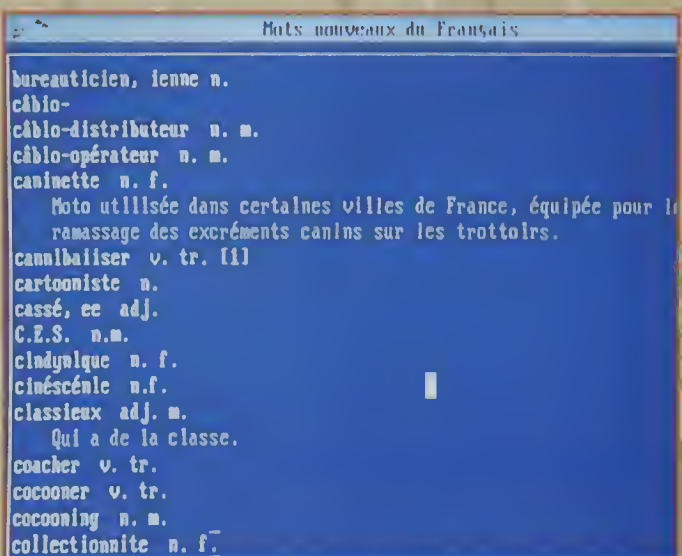 Mots nouveaux du Français
bureauticien, ienne n.
câblo-
câblo-distributeur n. m.
câblo-opérateur n. m.
caninette n. f.
Moto utilisée dans certaines villes de France, équipée pour le
ramassage des excréments canins sur les trottoirs.
cannibaliser v. tr. [1]
cartooniste n.
cassé, ee adj.
C.E.S. n.m.
cindynique n. f.
cinéscénie n.f.
classieux adj. m.
Qui a de la classe.
coacher v. tr.
cocooner v. tr.
cocooning n. m.
collectionnite n. f.